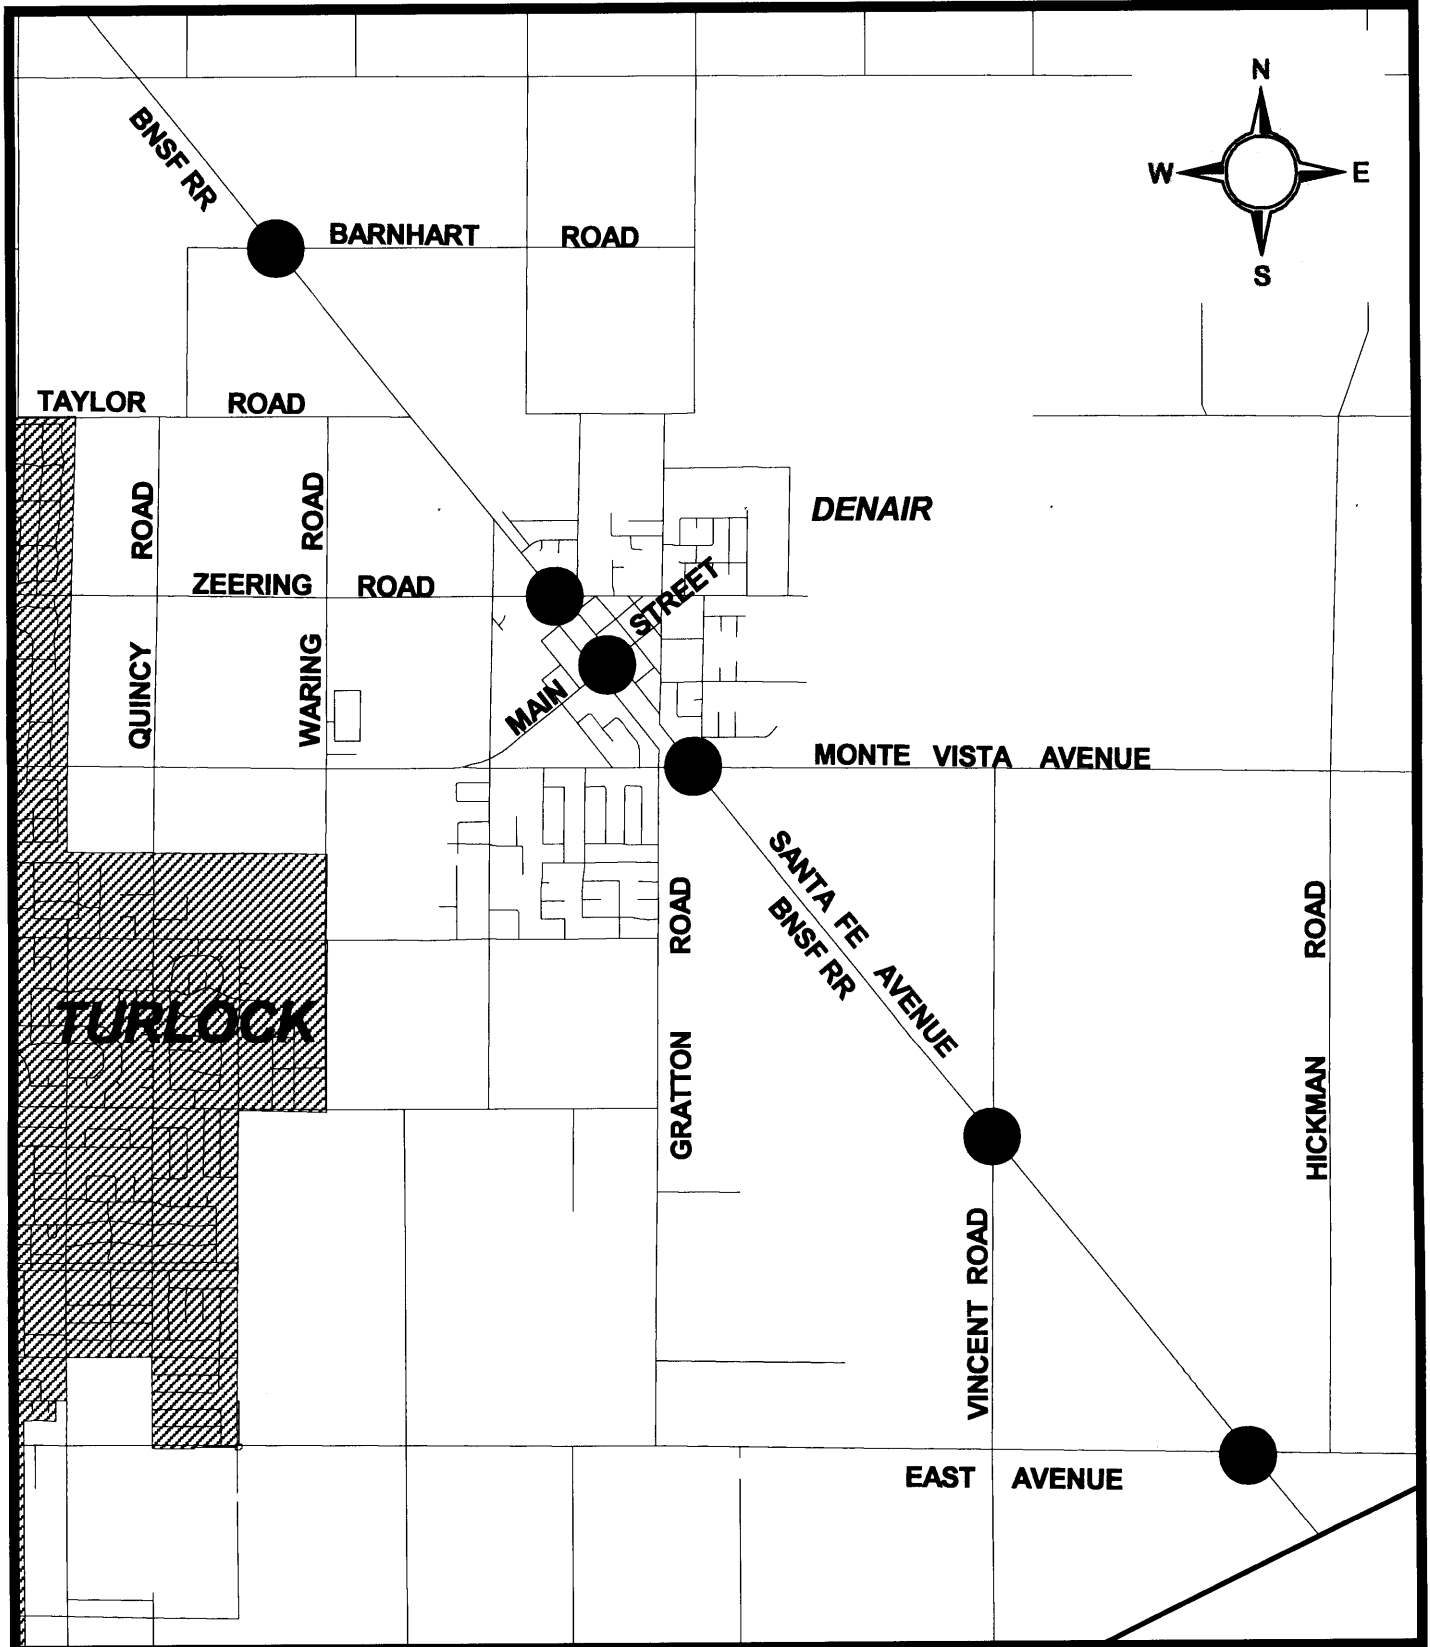 N
W E
S
BNSF RR
BARNHART ROAD
TAYLOR ROAD
QUINCY ROAD
WARING ROAD
DENAIR
ZEERING ROAD
MAIN STREET
MONTE VISTA AVENUE
SANTA FE AVENUE
BNSF RR
GRATTON ROAD
HICKMAN ROAD
TURLOCK
VINCENT ROAD
EAST AVENUE